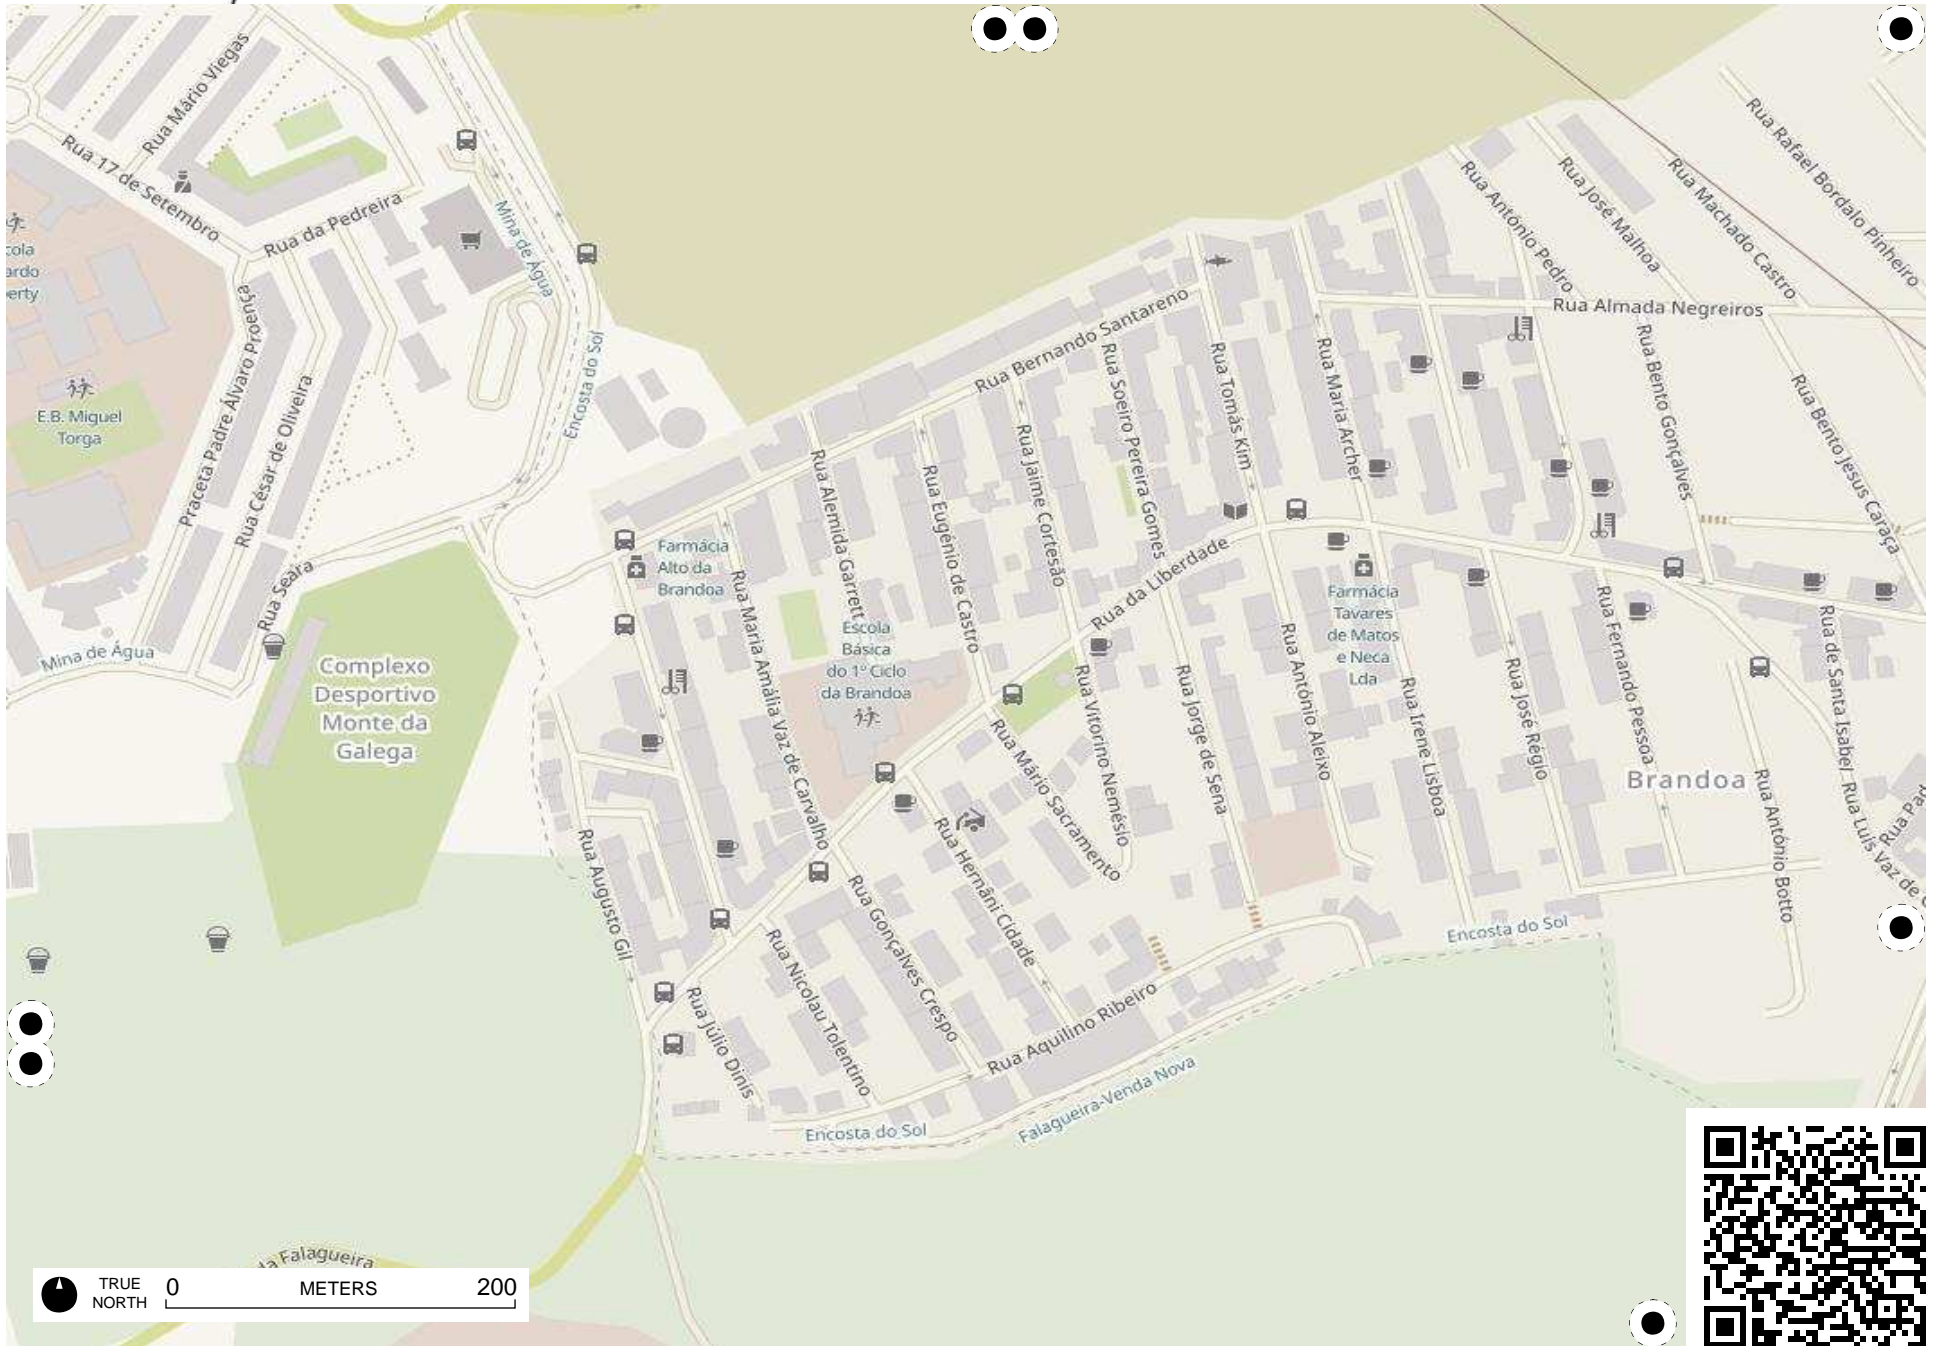 Rua Mário Viegas
Rua 17 de Setembro
Rua da Pedreira
Mina de Água
cola
ardo
erty
Praceta Padre Álvaro Proença
Rua César de Oliveira
Encosta do Sol
E.B. Miguel
Torga
Rua Seara
Mina de Água
Complexo
Desportivo
Monte da
Galega
Rua Rafael Bordalo Pinheiro
Rua Machado Castro
Rua José Malhoa
Rua António Pedro
Rua Almada Negreiros
Rua Bernando Santareno
Rua Soeiro Pereira Gomes
Rua Tomás Kim
Rua Maria Archer
Rua Bento Gonçalves
Rua Bento Jesus Caraça
Rua Alemida Garrett
Rua Eugénio de Castro
Rua Jaime Cortesão
Farmácia
Alto da
Brandoa
Rua Maria Amália Vaz de Carvalho
Escola
Básica
do 1º Ciclo
da Brandoa
Rua da Liberdade
Farmácia
Tavares
de Matos
e Neca
Lda
Rua Vitorino Nemésio
Rua Jorge de Sena
Rua António Aleixo
Rua Irene Lisboa
Rua José Régio
Rua Fernando Pessoa
Brandoa
Rua António Botto
Rua de Santa Isabel
Rua Luis Vaz de
Rua Pad
Rua Mário Sacramento
Rua Hernâni Cidade
Rua Gonçalves Crespo
Rua Augusto Gil
Rua Nicolau Tolentino
Rua Júlio Dinis
Rua Aquilino Ribeiro
Encosta do Sol
Encosta do Sol
Falagueira-Venda Nova
da Falagueira
TRUE
NORTH
0 METERS 200